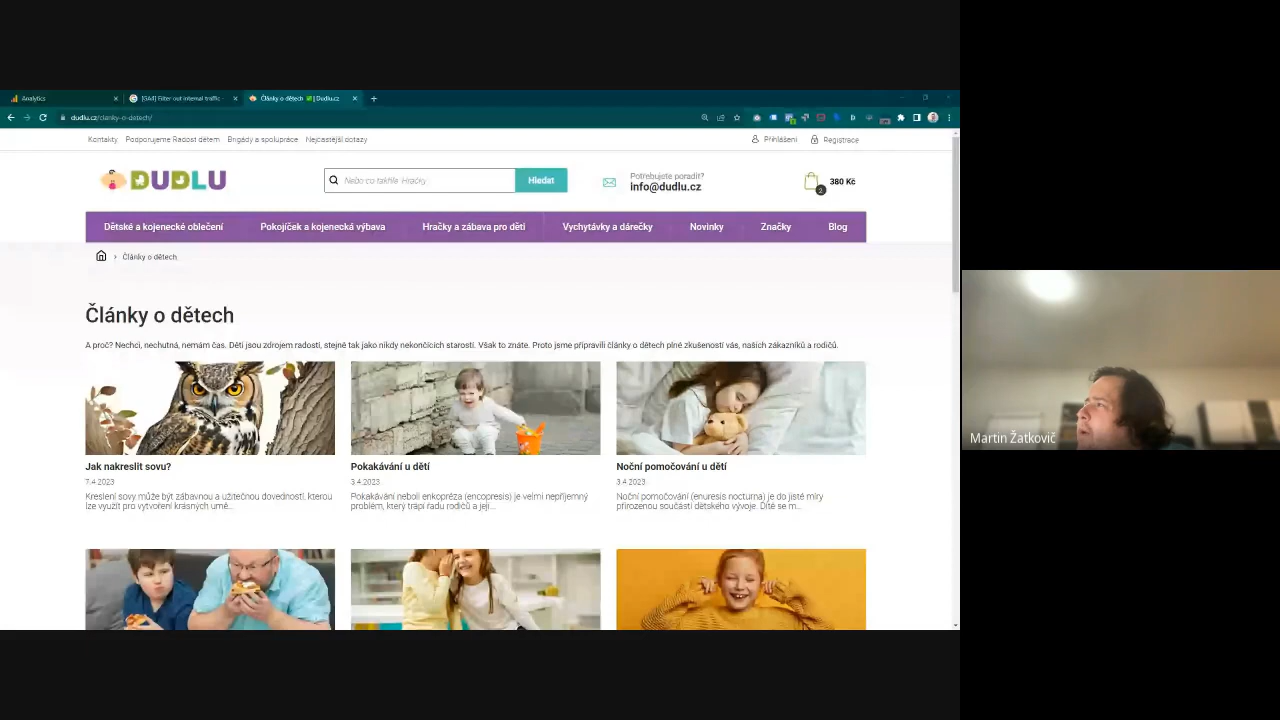 Analytics
[GA4] Filter out internal traffic -
Články o dětech | Dudlu.cz
dudlu.cz/clanky-o-detech/
Kontakty Podporujeme Radost dětem Brigády a spolupráce Nejčastější dotazy
Přihlášení Registrace
DUDLU
Nebo co takhle Hračky
Hledat
Potřebujete poradit?
info@dudlu.cz
2
380 Kč
Dětské a kojenecké oblečení Pokojíček a kojenecká výbava Hračky a zábava pro děti Vychytávky a dárečky Novinky Značky Blog
› Články o dětech
Články o dětech
A proč? Nechci, nechutná, nemám čas. Děti jsou zdrojem radosti, stejně tak jako nikdy nekončících starostí. Však to znáte. Proto jsme připravili články o dětech plné zkušeností vás, našich zákazníků a rodičů.
Jak nakreslit sovu?
7.4.2023
Kreslení sovy může být zábavnou a užitečnou dovedností, kterou
lze využít pro vytvoření krásných umě...
Pokakávání u dětí
3.4.2023
Pokakávání neboli enkopréza (encopresis) je velmi nepříjemný
problém, který trápí řadu rodičů a jeji...
Noční pomočování u dětí
3.4.2023
Noční pomočování (enuresis nocturna) je do jisté míry
přirozenou součástí dětského vývoje. Dítě se m...
Martin Žatkovič